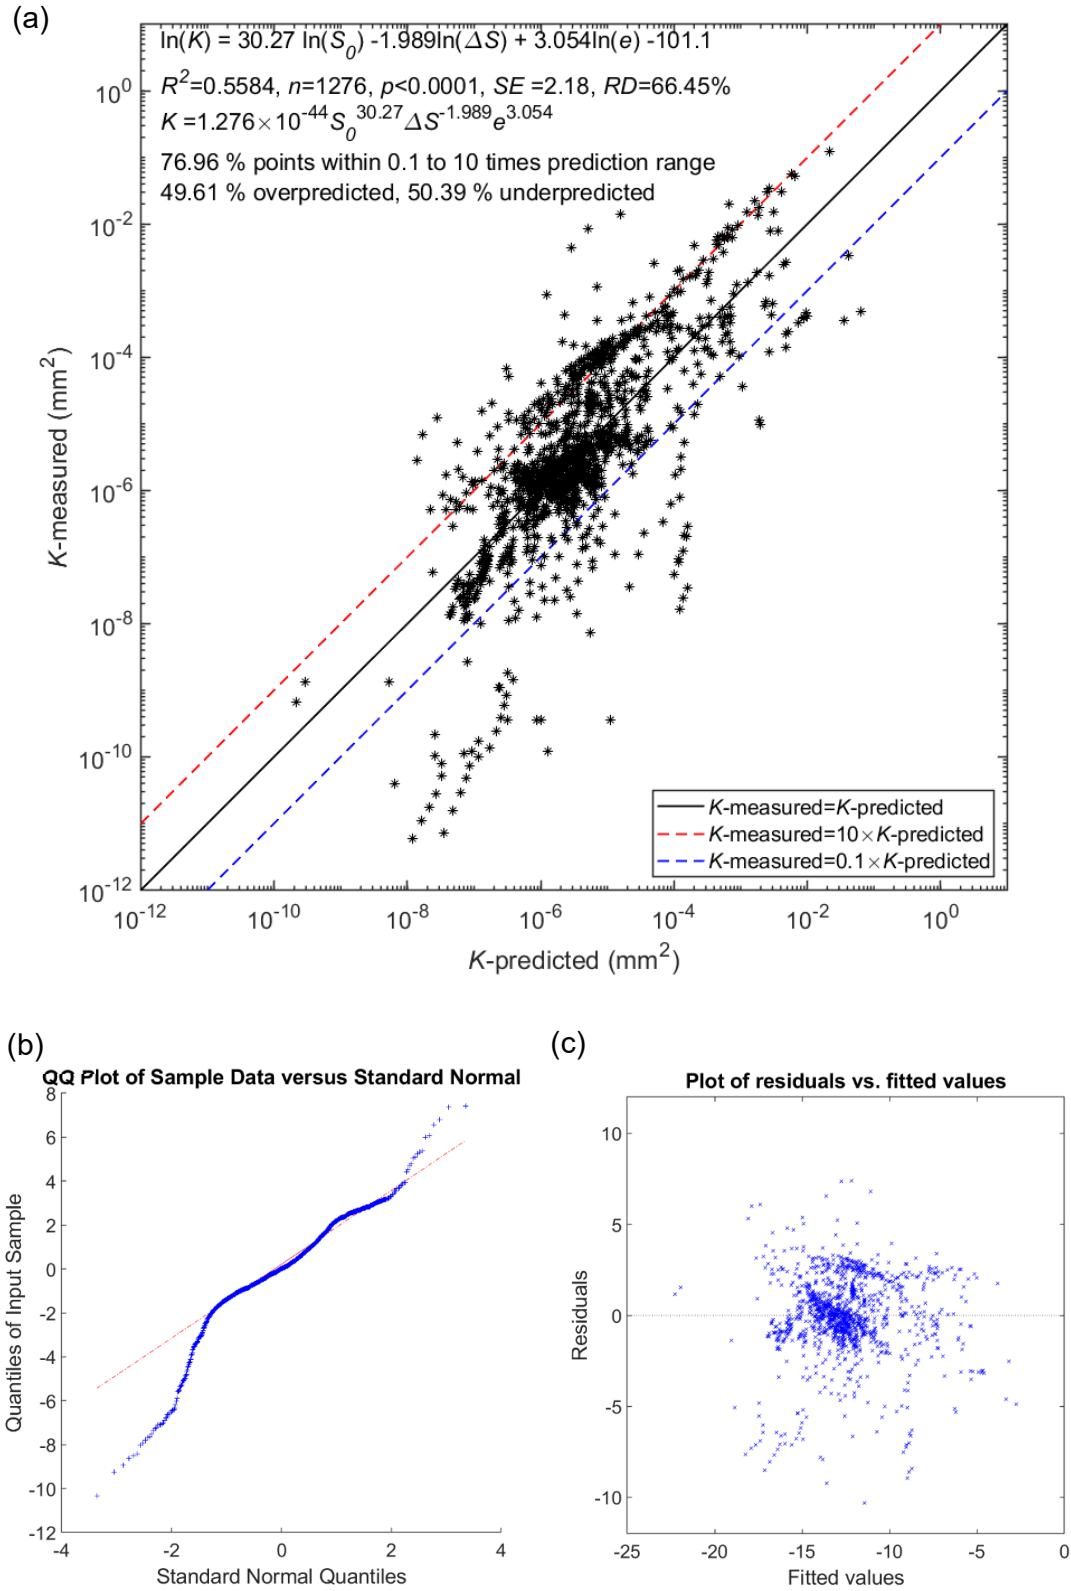 (a)
ln(K) = 30.27 ln(S₀) -1.989ln(ΔS) + 3.054ln(e) -101.1
R²=0.5584, n=1276, p<0.0001, SE =2.18, RD=66.45%
K =1.276×10⁻⁴⁴S₀³⁰·²⁷ΔS⁻¹·⁹⁸⁹e³·⁰⁵⁴
76.96 % points within 0.1 to 10 times prediction range
49.61 % overpredicted, 50.39 % underpredicted
10⁰
10⁻²
10⁻⁴
10⁻⁶
10⁻⁸
10⁻¹⁰
10⁻¹²
K-measured (mm²)
K-measured=K-predicted
K-measured=10×K-predicted
K-measured=0.1×K-predicted
10⁻¹² 10⁻¹⁰ 10⁻⁸ 10⁻⁶ 10⁻⁴ 10⁻² 10⁰
K-predicted (mm²)
(b)
QQ Plot of Sample Data versus Standard Normal
8
6
4
2
0
-2
-4
-6
-8
-10
-12
Quantiles of Input Sample
-4 -2 0 2 4
Standard Normal Quantiles
(c)
Plot of residuals vs. fitted values
10
5
0
-5
-10
Residuals
-25 -20 -15 -10 -5 0
Fitted values